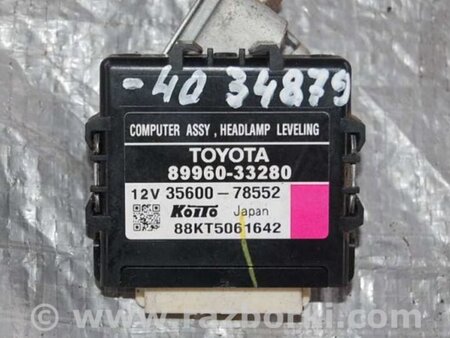 -40 34879
COMPUTER ASSY , HEADLAMP LEVELING
TOYOTA
89960-33280
12V 35600-78552
KOITO Japan
88KT5061642
© www.razborki.com